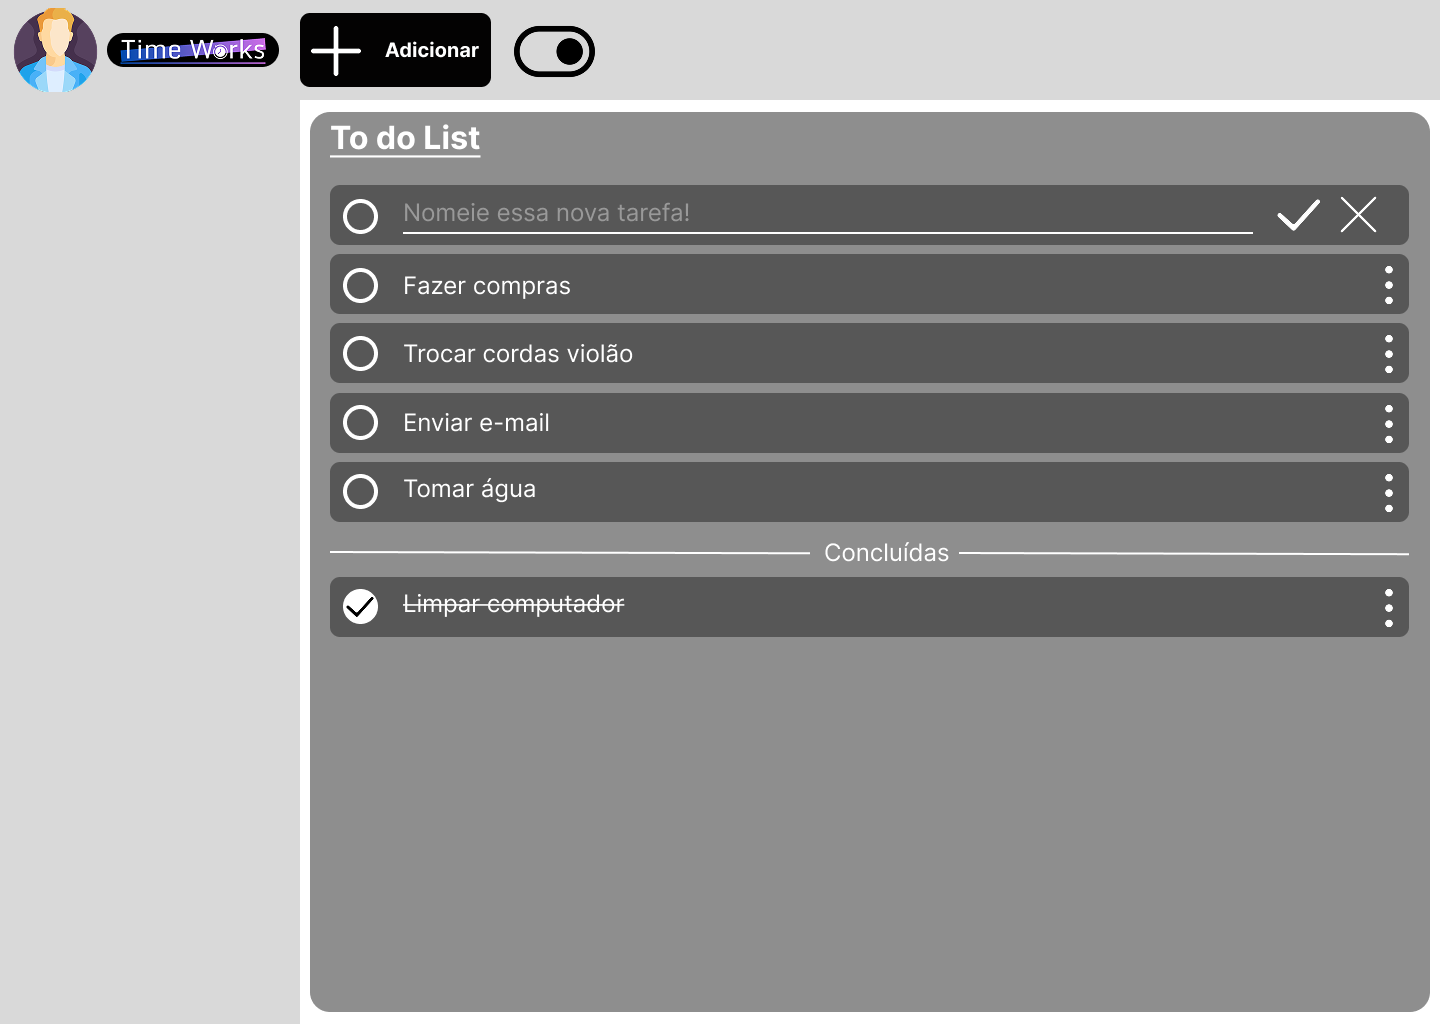 Time Works
Adicionar
To do List
Nomeie essa nova tarefa!
Fazer compras
Trocar cordas violão
Enviar e-mail
Tomar água
Concluídas
Limpar computador